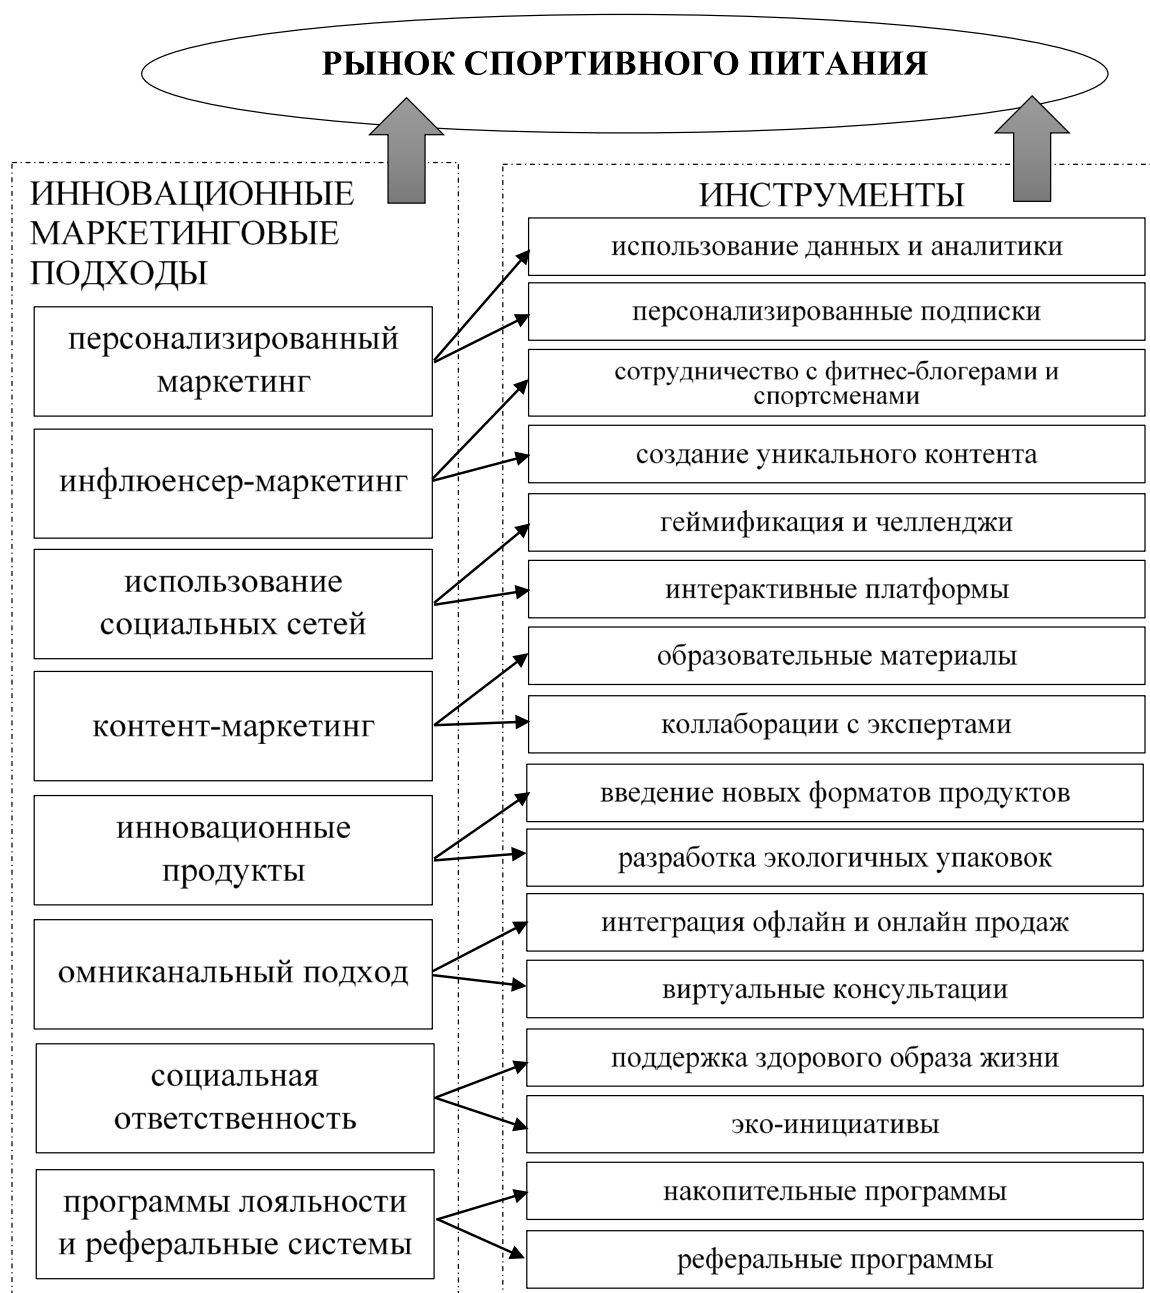 РЫНОК СПОРТИВНОГО ПИТАНИЯ
ИННОВАЦИОННЫЕ
МАРКЕТИНГОВЫЕ
ПОДХОДЫ
персонализированный
маркетинг
инфлюенсер-маркетинг
использование
социальных сетей
контент-маркетинг
инновационные
продукты
омниканальный подход
социальная
ответственность
программы лояльности
и реферальные системы
ИНСТРУМЕНТЫ
использование данных и аналитики
персонализированные подписки
сотрудничество с фитнес-блогерами и
спортсменами
создание уникального контента
геймификация и челленджи
интерактивные платформы
образовательные материалы
коллаборации с экспертами
введение новых форматов продуктов
разработка экологичных упаковок
интеграция офлайн и онлайн продаж
виртуальные консультации
поддержка здорового образа жизни
эко-инициативы
накопительные программы
реферальные программы